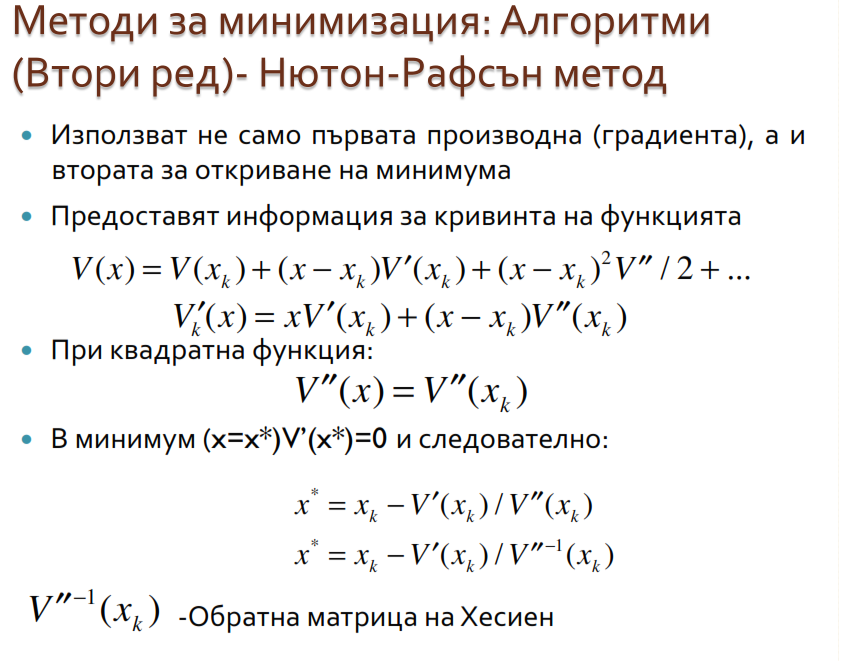 Методи за минимизация: Алгоритми
(Втори ред)- Нютон-Рафсън метод
• Използват не само първата производна (градиента), а и
втората за откриване на минимума
• Предоставят информация за кривинта на функцията
V(x) = V(x_k) + (x − x_k)V′(x_k) + (x − x_k)²V″ / 2 + ...
V′_k(x) = xV′(x_k) + (x − x_k)V″(x_k)
• При квадратна функция:
V″(x) = V″(x_k)
• В минимум (x=x*)V’(x*)=0 и следователно:
x* = x_k − V′(x_k) / V″(x_k)
x* = x_k − V′(x_k) / V″⁻¹(x_k)
V″⁻¹(x_k) -Обратна матрица на Хесиен